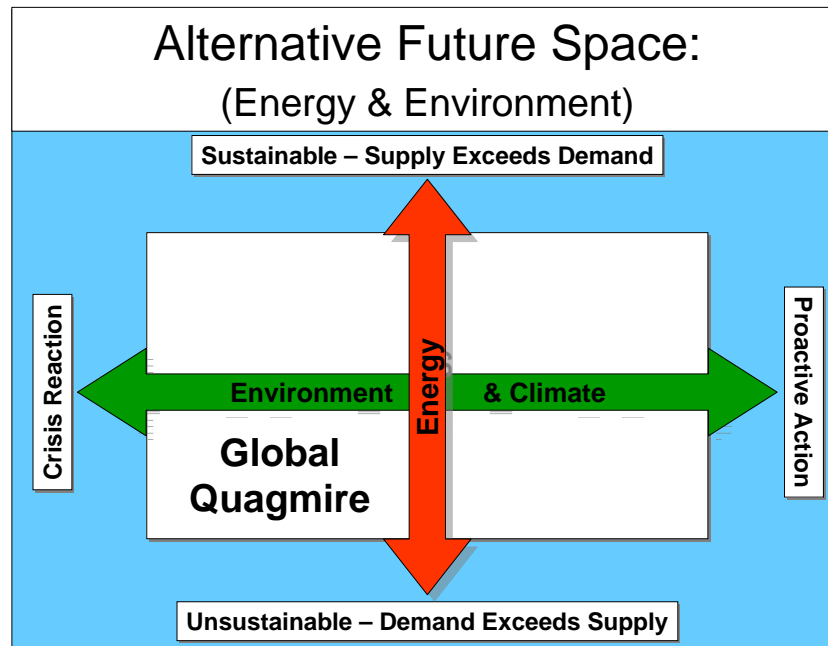 Alternative Future Space:
(Energy & Environment)
Sustainable – Supply Exceeds Demand
Crisis Reaction
Environment & Climate
Energy
Proactive Action
Global
Quagmire
Unsustainable – Demand Exceeds Supply